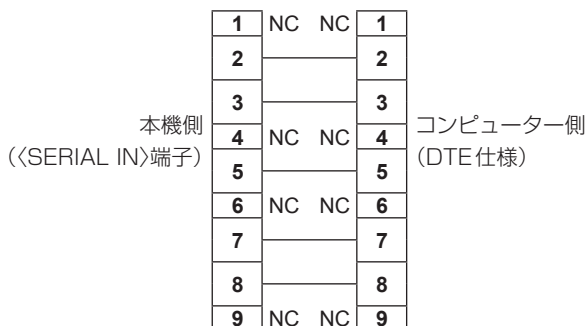 1 NC NC 1
2 2
3 3
本機側
(〈SERIAL IN〉端子)
4 NC NC 4
コンピューター側
(DTE仕様)
5 5
6 NC NC 6
7 7
8 8
9 NC NC 9